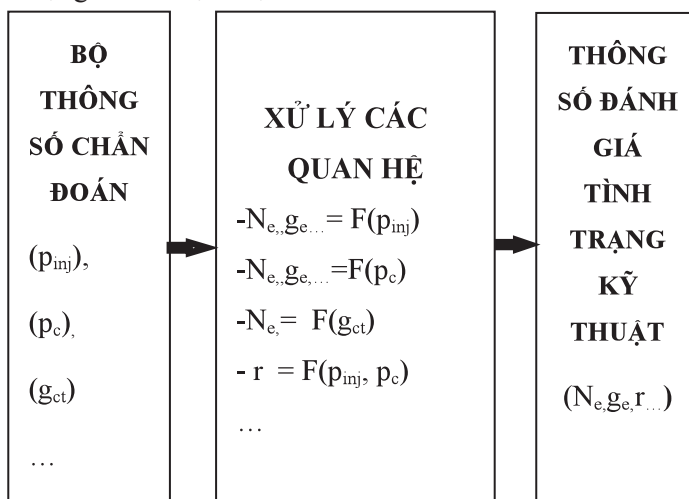 BỘ
THÔNG
SỐ CHẨN
ĐOÁN
(p_inj),
(p_c),
(g_ct)
…
XỬ LÝ CÁC
QUAN HỆ
-N_e,,g_e…= F(p_inj)
-N_e,,g_e,…=F(p_c)
-N_e,= F(g_ct)
- r = F(p_inj, p_c)
…
THÔNG
SỐ ĐÁNH
GIÁ
TÌNH
TRẠNG
KỸ
THUẬT
(N_e,g_e,r…)